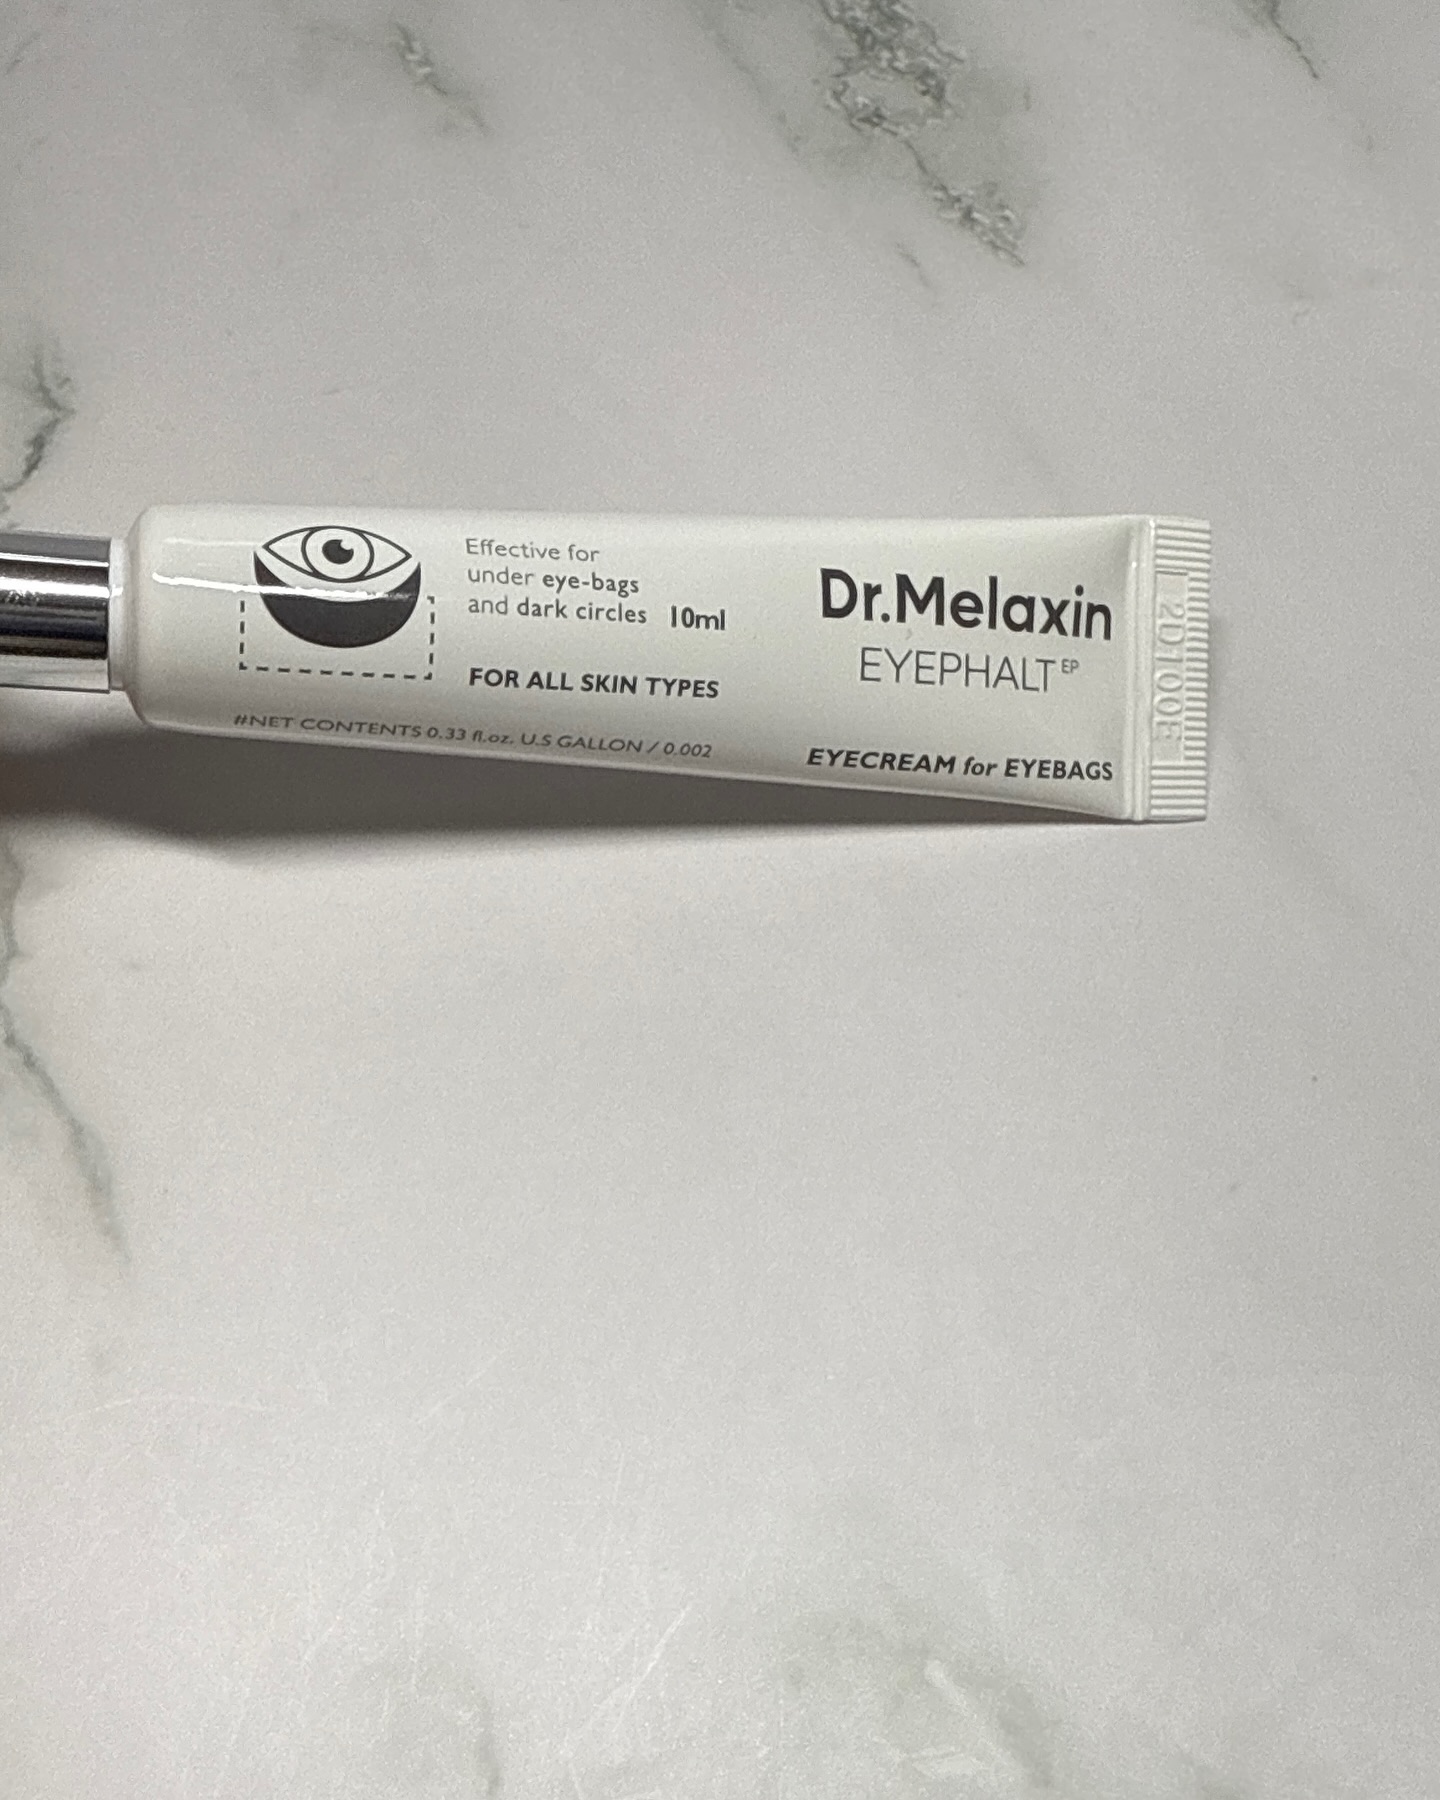 Effective for
under eye-bags
and dark circles 10ml
FOR ALL SKIN TYPES
#NET CONTENTS 0.33 fl.oz. U.S GALLON / 0.002
Dr.Melaxin
EYEPHALT EP
EYECREAM for EYEBAGS